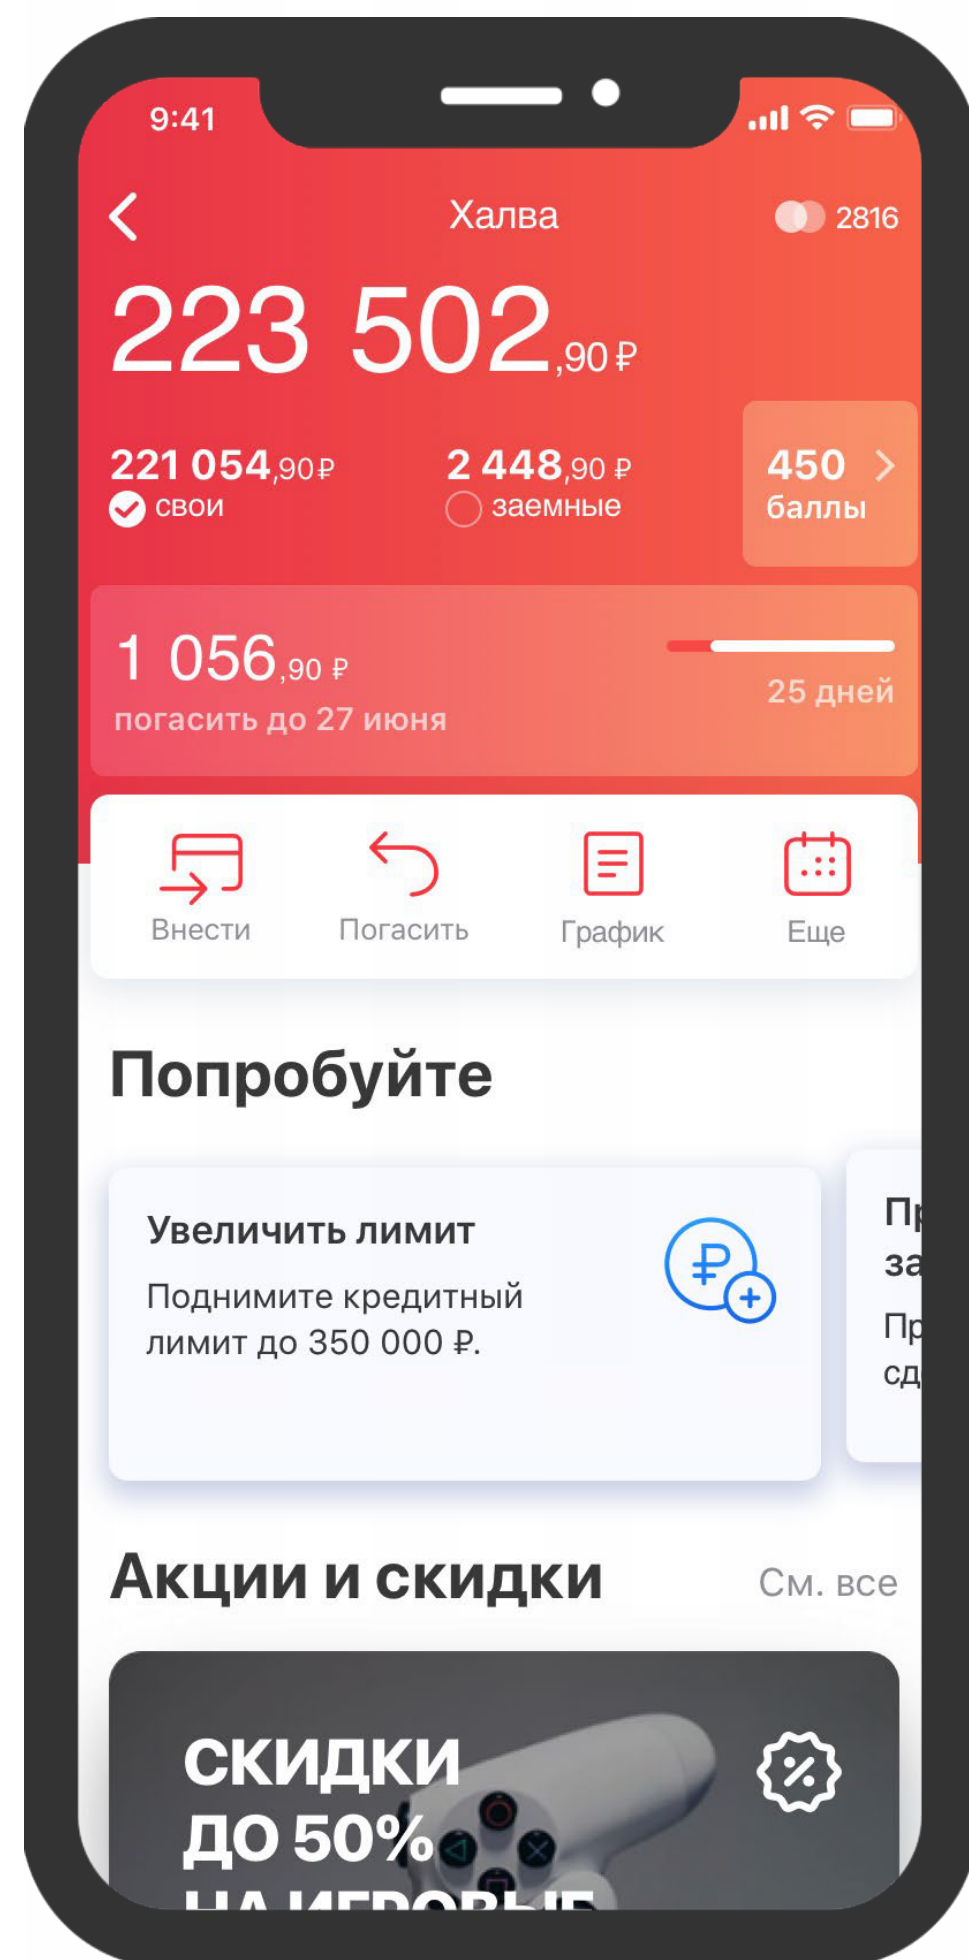 9:41
Халва
2816
223 502,90 ₽
221 054,90 ₽
свои
2 448,90 ₽
заемные
450
баллы
1 056,90 ₽
погасить до 27 июня
25 дней
Внести
Погасить
График
Еще
Попробуйте
Увеличить лимит
Поднимите кредитный
лимит до 350 000 ₽.
Акции и скидки
См. все
СКИДКИ
ДО 50%
НА ИГРОВЫЕ